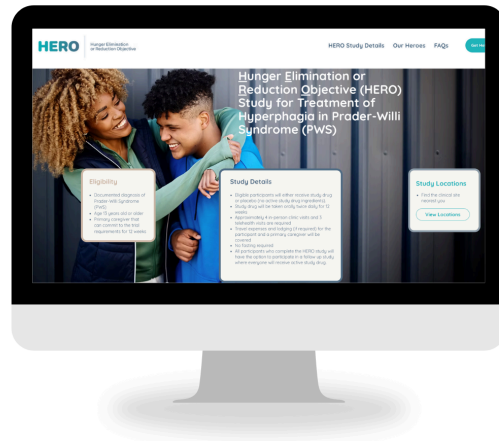 HERO
Hunger Elimination
or Reduction Objective
HERO Study Details Our Heroes FAQs Get
Hunger Elimination or
Reduction Objective (HERO)
Study for Treatment of
Hyperphagia in Prader-Willi
Syndrome (PWS)
Eligibility
• Documented diagnosis of
Prader-Willi Syndrome
(PWS)
• Age 13 years old or older
• Primary caregiver that
can commit to the trial
requirements for 12 weeks
Study Details
• Eligible participants will either receive study drug
or placebo (no active study drug ingredients).
• Study drug will be taken orally twice daily for 12
weeks.
• Approximately 4 in-person clinic visits and 3
telehealth visits are required
• Travel expenses and lodging (if required) for the
participant and a primary caregiver will be
covered
• No fasting required
• All participants who complete the HERO study will
have the option to participate in a follow up study
where everyone will receive active study drug
Study Locations
• Find the clinical site
nearest you
View Locations